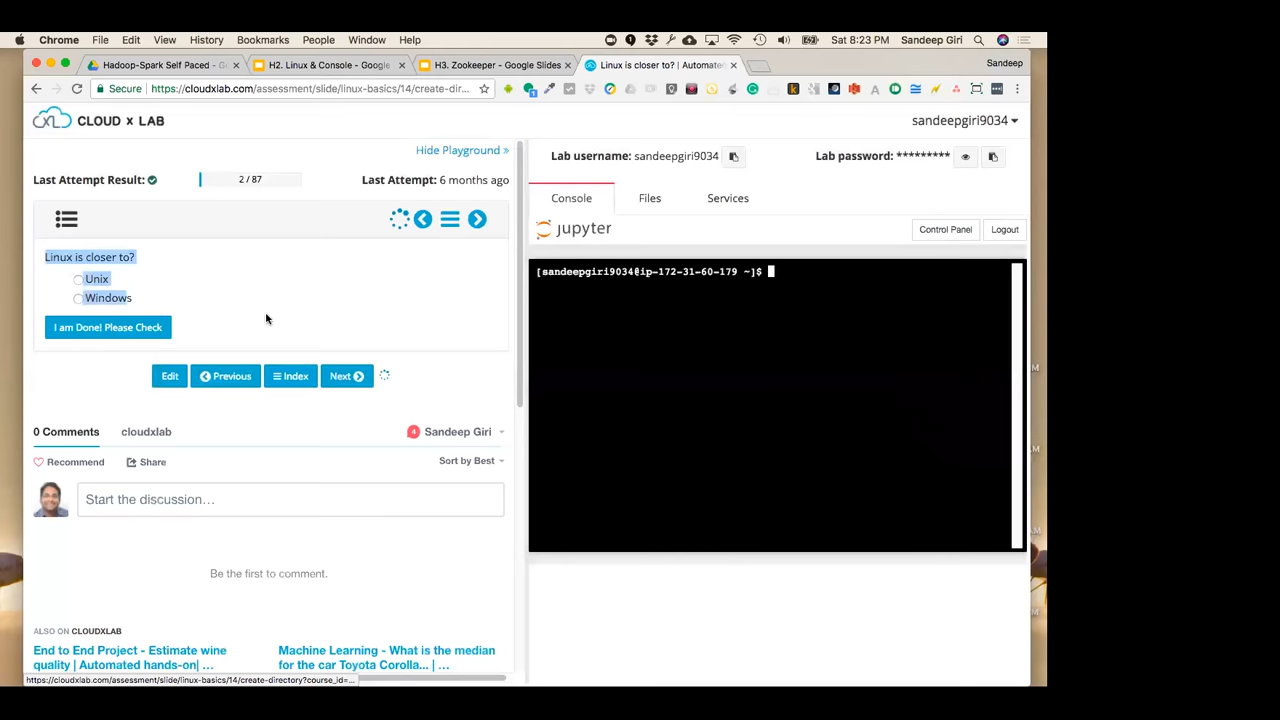 Chrome File Edit View History Bookmarks People Window Help Sat 8:23 PM Sandeep Giri
Hadoop-Spark Self Paced - G... H2. Linux & Console - Google H3. Zookeeper - Google Slides Linux is closer to? | Automated Sandeep
Secure https://cloudxlab.com/assessment/slide/linux-basics/14/create-direc...
CLOUD x LAB sandeepgiri9034
Hide Playground »
Lab username: sandeepgiri9034 Lab password: *********
Last Attempt Result: 2 / 87 Last Attempt: 6 months ago
Console Files Services
jupyter Control Panel Logout
Linux is closer to?
Unix
Windows
I am Done! Please Check
[sandeepgiri9034@ip-172-31-60-179 ~]$
Edit Previous Index Next
0 Comments cloudxlab 4 Sandeep Giri
Recommend Share Sort by Best
Start the discussion...
Be the first to comment.
ALSO ON CLOUDXLAB
End to End Project - Estimate wine
quality | Automated hands-on| ...
Machine Learning - What is the median
for the car Toyota Corolla... | ...
https://cloudxlab.com/assessment/slide/linux-basics/14/create-directory?course_id=...